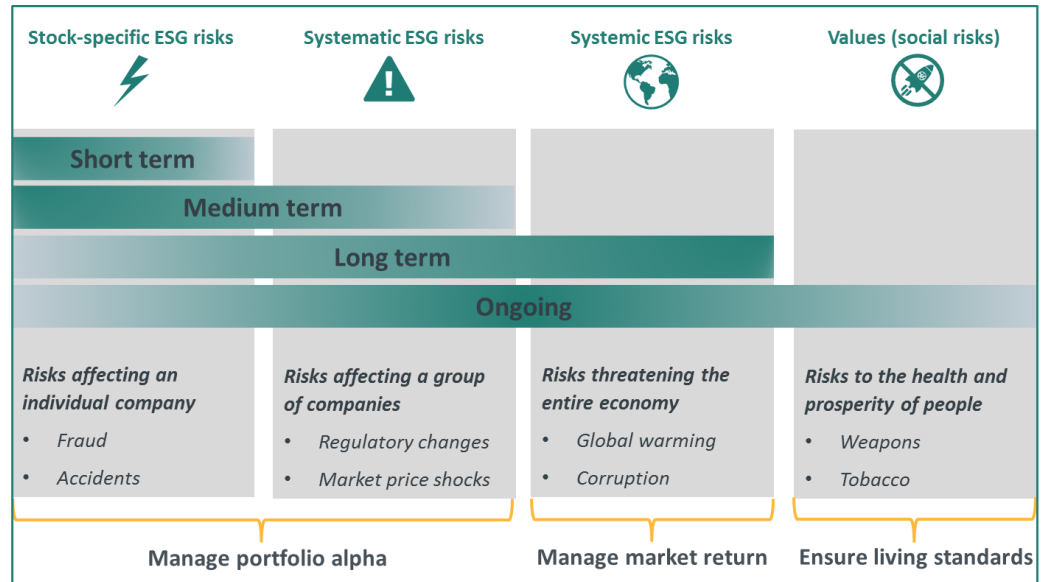 Stock-specific ESG risks
Systematic ESG risks
Systemic ESG risks
Values (social risks)
Short term
Medium term
Long term
Ongoing
Risks affecting an
individual company
• Fraud
• Accidents
Risks affecting a group
of companies
• Regulatory changes
• Market price shocks
Risks threatening the
entire economy
• Global warming
• Corruption
Risks to the health and
prosperity of people
• Weapons
• Tobacco
Manage portfolio alpha
Manage market return
Ensure living standards